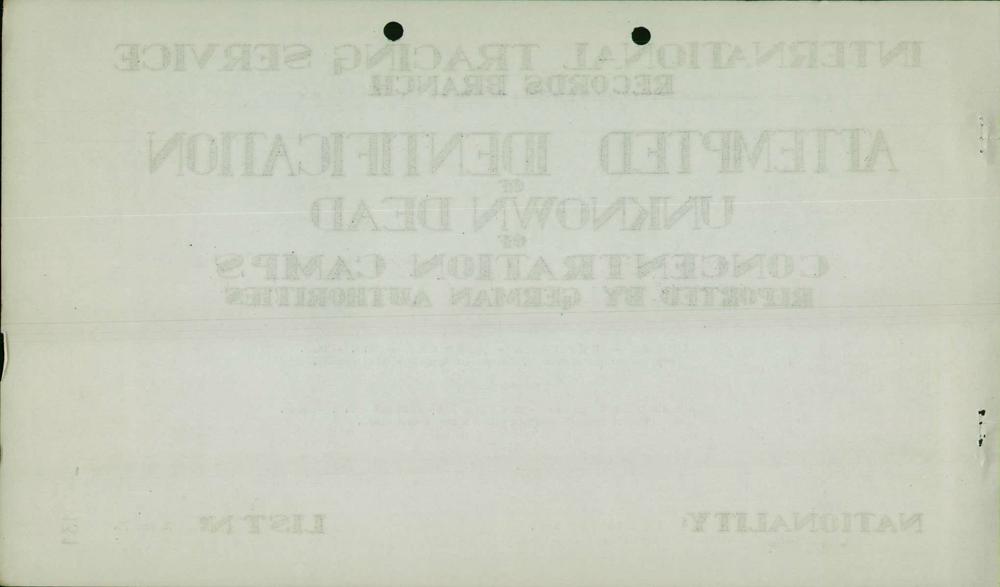 INTERNATIONAL TRACING SERVICE
RECORDS BRANCH
ATTEMPTED IDENTIFICATION
OF
UNKNOWN DEAD
OF
CONCENTRATION CAMPS
REPORTED BY GERMAN AUTHORITIES
NATIONALITY: LIST Nº